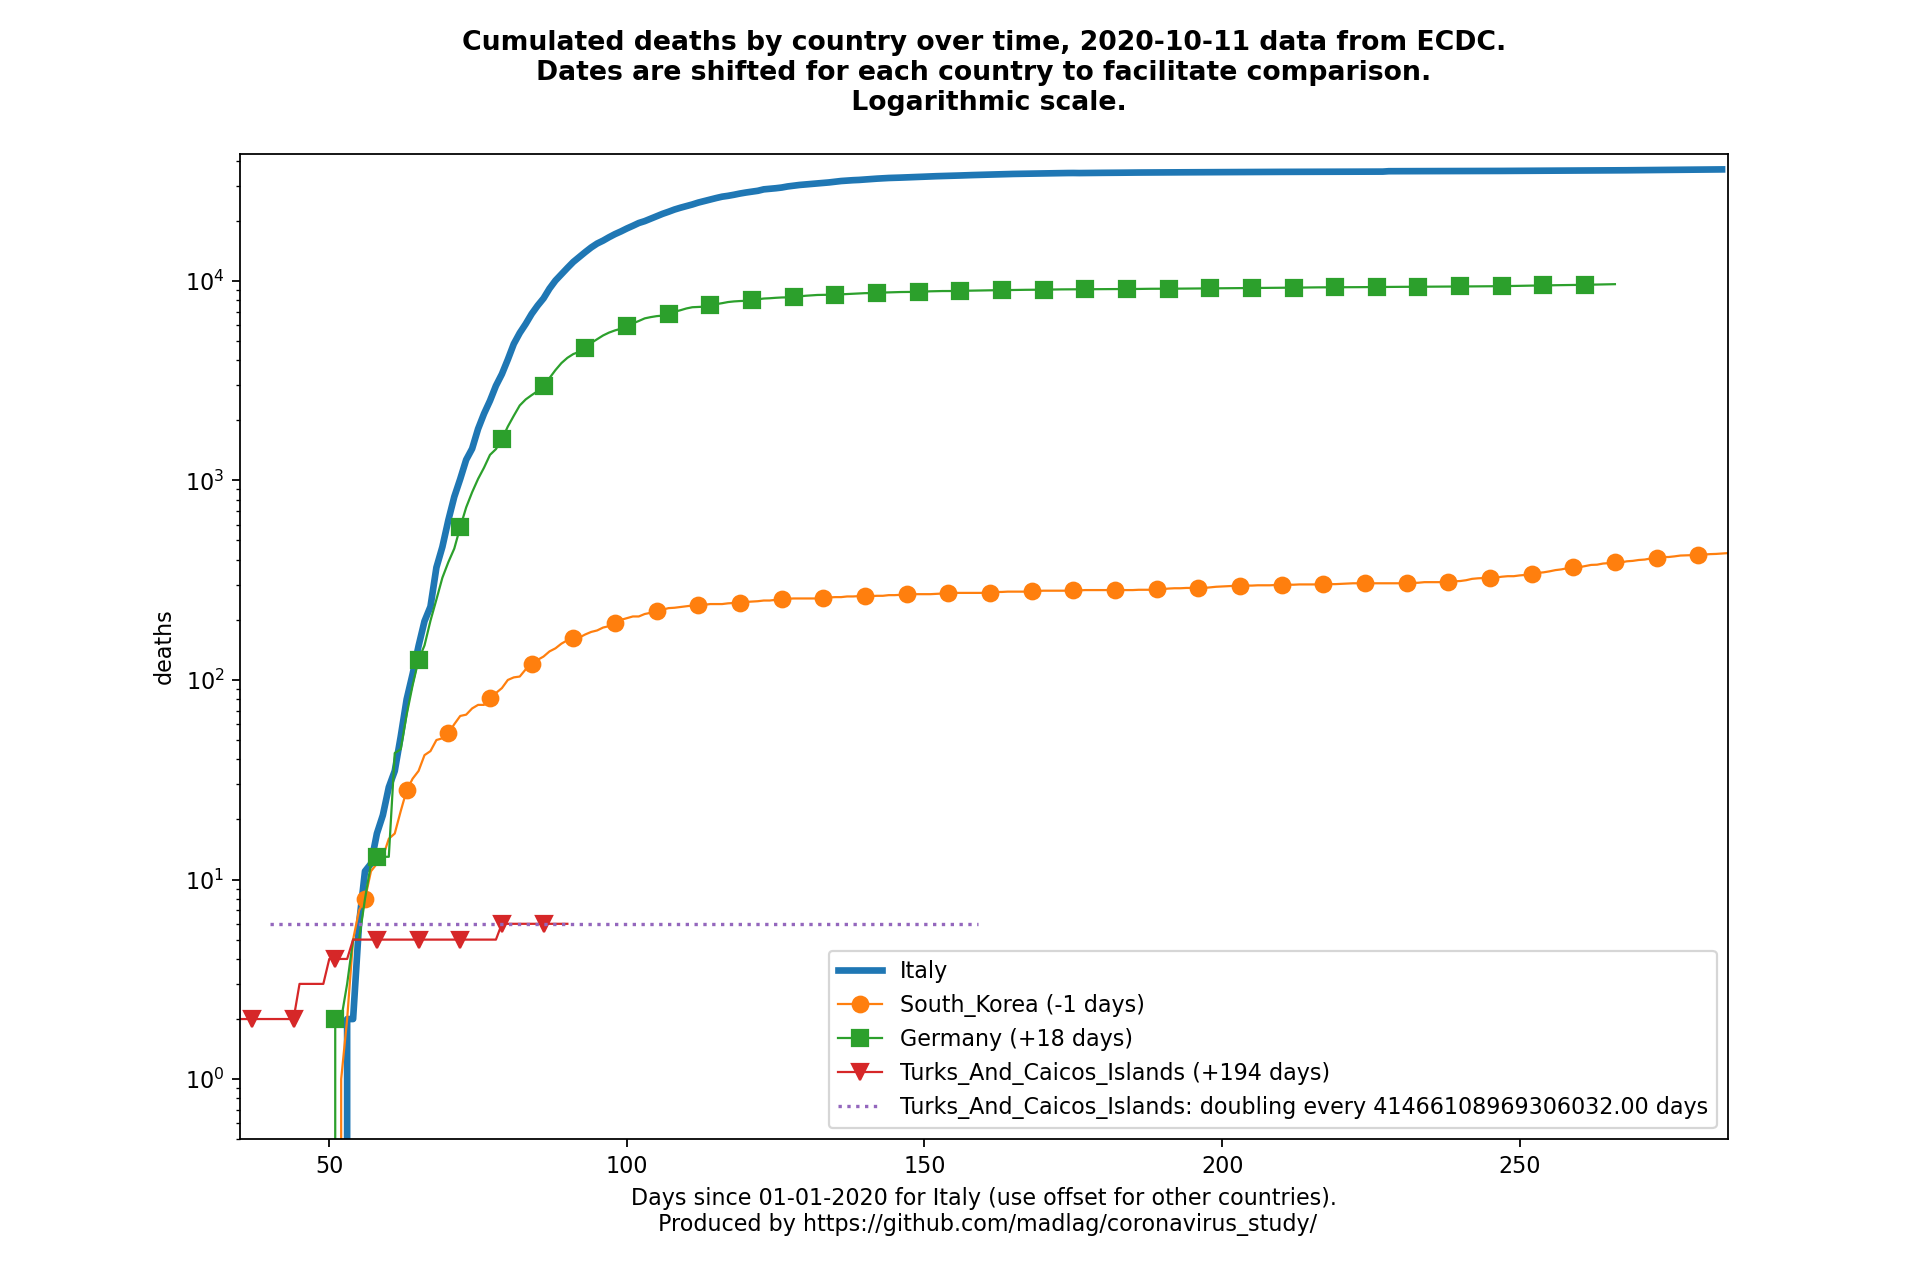 Cumulated deaths by country over time, 2020-10-11 data from ECDC.
Dates are shifted for each country to facilitate comparison.
Logarithmic scale.
10^4
10^3
10^2
10^1
10^0
deaths
Italy
South_Korea (-1 days)
Germany (+18 days)
Turks_And_Caicos_Islands (+194 days)
Turks_And_Caicos_Islands: doubling every 41466108969306032.00 days
50 100 150 200 250
Days since 01-01-2020 for Italy (use offset for other countries).
Produced by https://github.com/madlag/coronavirus_study/